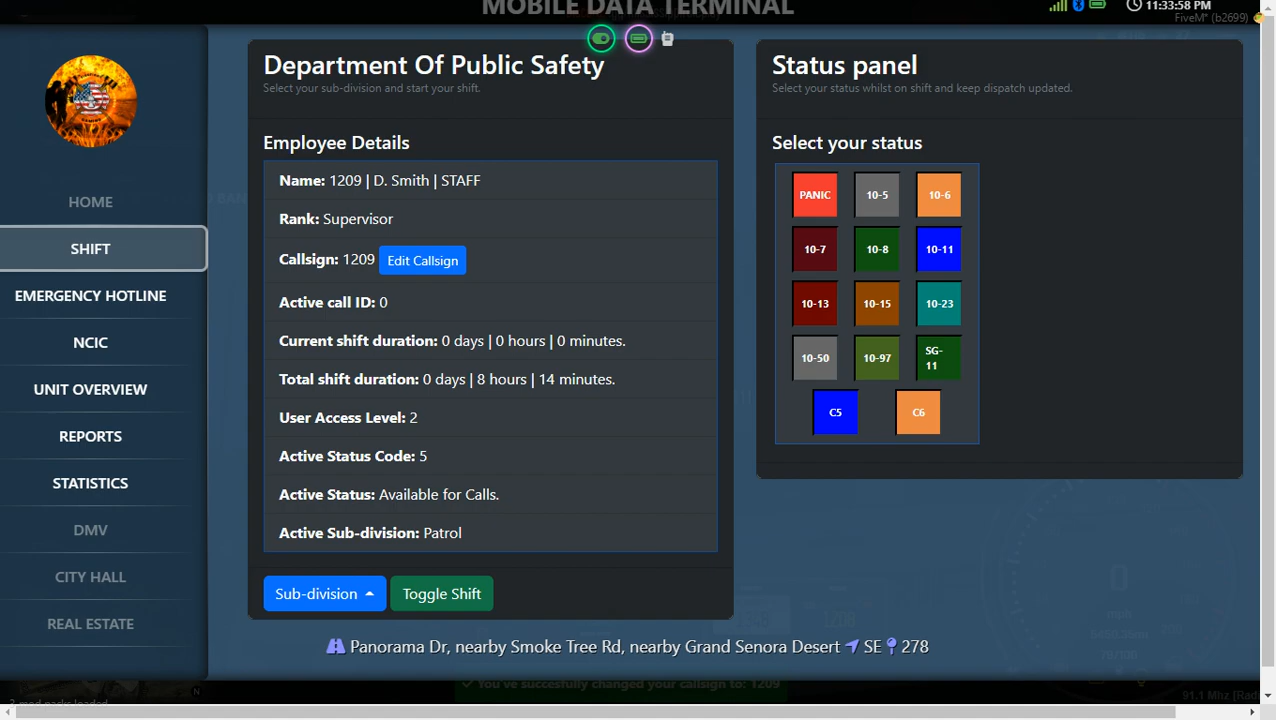 MOBILE DATA TERMINAL
11:33:58 PM
FiveM* (b2699)
Department Of Public Safety
Select your sub-division and start your shift.
Employee Details
Name: 1209 | D. Smith | STAFF
Rank: Supervisor
Callsign: 1209 Edit Callsign
Active call ID: 0
Current shift duration: 0 days | 0 hours | 0 minutes.
Total shift duration: 0 days | 8 hours | 14 minutes.
User Access Level: 2
Active Status Code: 5
Active Status: Available for Calls.
Active Sub-division: Patrol
Sub-division Toggle Shift
Status panel
Select your status whilst on shift and keep dispatch updated.
Select your status
PANIC 10-5 10-6
10-7 10-8 10-11
10-13 10-15 10-23
10-50 10-97 SG-
11
C5 C6
HOME
SHIFT
EMERGENCY HOTLINE
NCIC
UNIT OVERVIEW
REPORTS
STATISTICS
DMV
CITY HALL
REAL ESTATE
Panorama Dr, nearby Smoke Tree Rd, nearby Grand Senora Desert SE 278
You've succesfully changed your callsign to: 1209
N
0
mph
91.1 Mhz